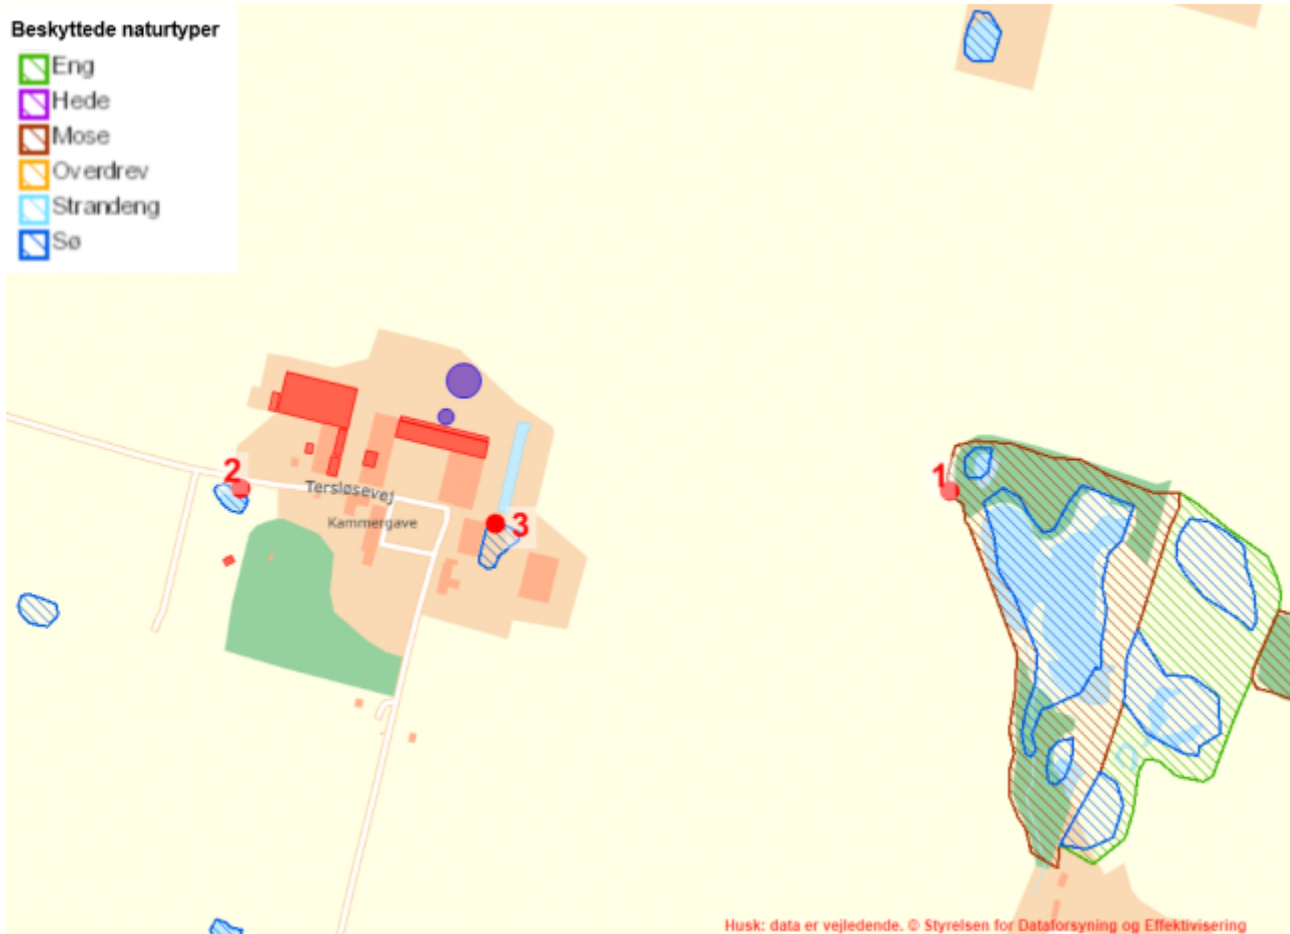 Beskyttede naturtyper
Eng
Hede
Mose
Overdrev
Strandeng
Sø
1
2
Tersløsevej
Kammergave
3
Husk: data er vejledende. © Styrelsen for Dataforsyning og Effektivisering